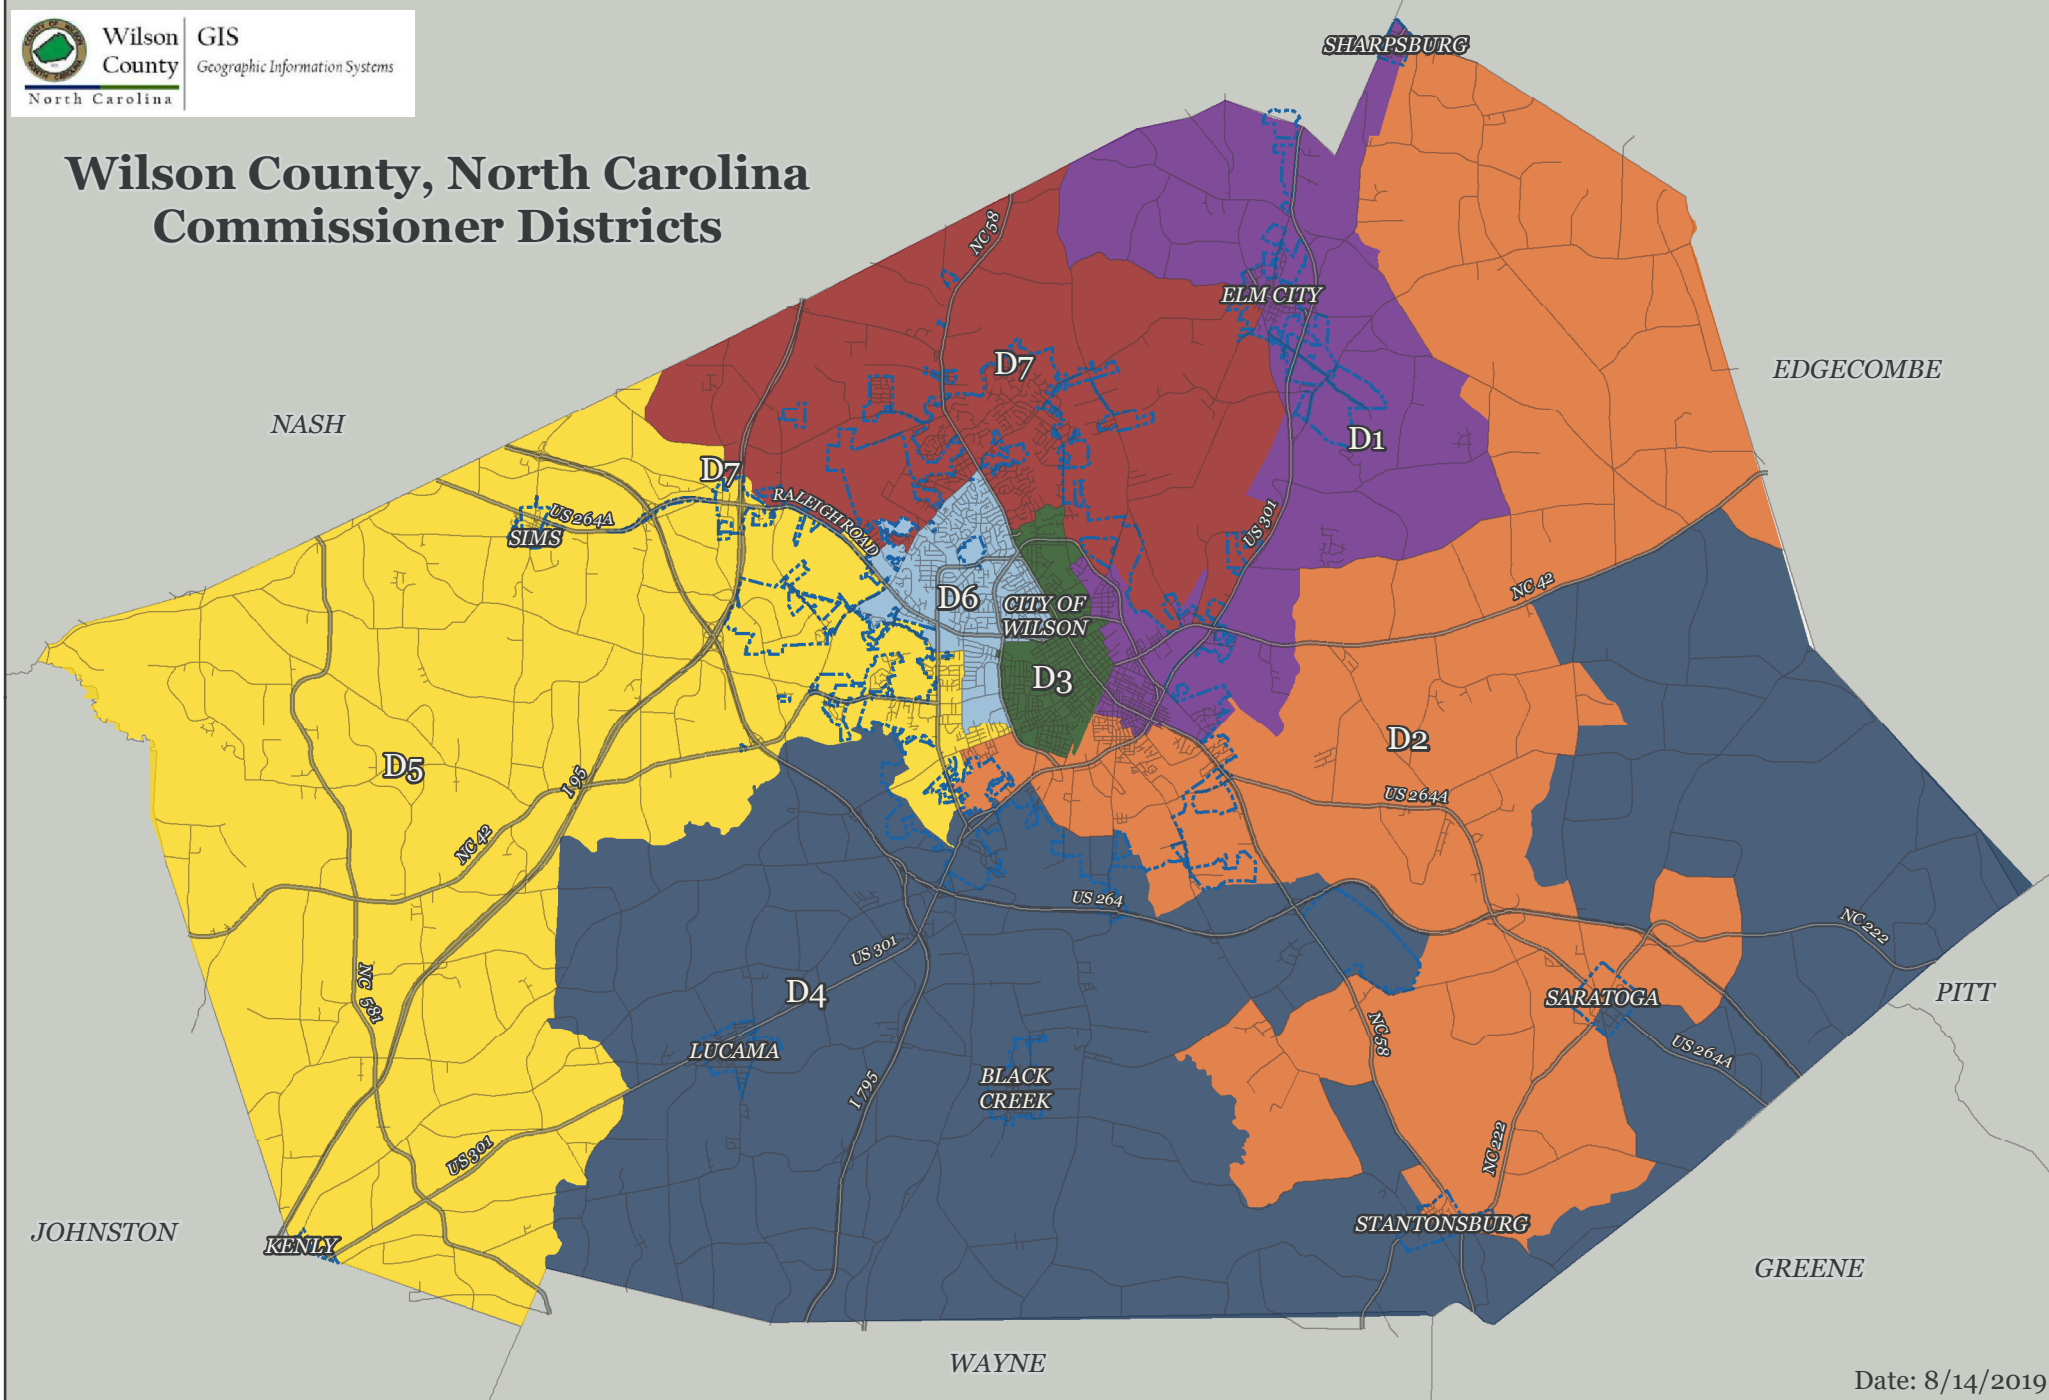 Wilson County
GIS
Geographic Information Systems
North Carolina
Wilson County, North Carolina
Commissioner Districts
SHARPSBURG
NC 58
ELM CITY
D7
EDGECOMBE
NASH
D1
D7
RALEIGH ROAD
US 264A
SIMS
US 301
NC 42
D6
CITY OF
WILSON
D3
D2
D5
I 95
US 264A
NC 42
US 264
NC 222
US 301
NC 581
D4
PITT
SARATOGA
NC 58
LUCAMA
US 264A
BLACK
CREEK
I 795
US 301
NC 222
JOHNSTON
STANTONSBURG
KENLY
GREENE
WAYNE
Date: 8/14/2019